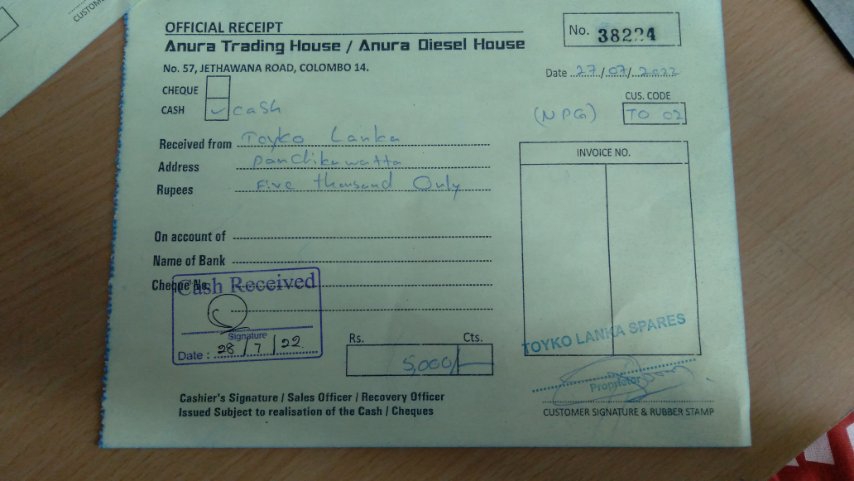 CUSTOM
OFFICIAL RECEIPT
Anura Trading House / Anura Diesel House
No. 57, JETHAWANA ROAD, COLOMBO 14.
No. 38224
Date 27/07/2022
CHEQUE
CASH ✓ cash
CUS. CODE
(NPG) TO 02
Received from Toyko Lanka
Address Panchikawatta
Rupees Five thousand Only
INVOICE NO.
On account of
Name of Bank
Cheque No.
Cash Received
Signature
Date : 28/7/22
Rs. Cts.
5,000/-
TOYKO LANKA SPARES
Proprietor
Cashier's Signature / Sales Officer / Recovery Officer
Issued Subject to realisation of the Cash / Cheques
CUSTOMER SIGNATURE & RUBBER STAMP